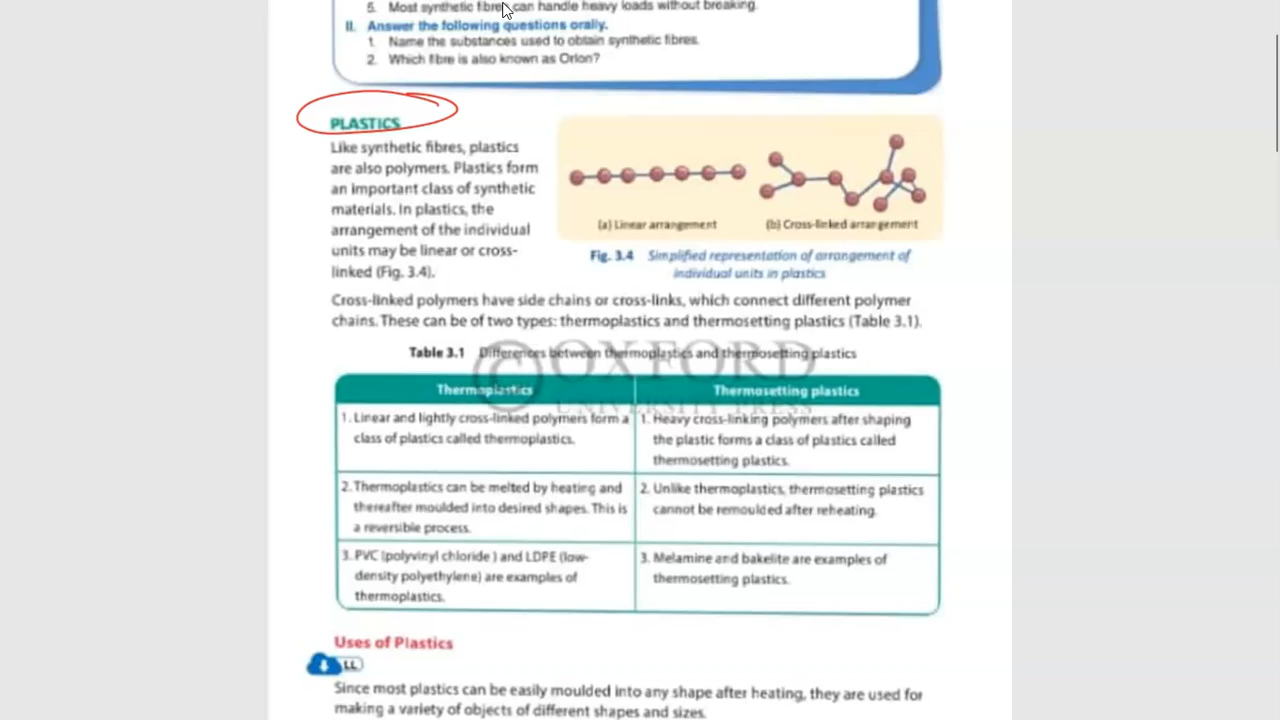 5. Most synthetic fibres can handle heavy loads without breaking.
II. Answer the following questions orally.
1. Name the substances used to obtain synthetic fibres.
2. Which fibre is also known as Orlon?
PLASTICS
Like synthetic fibres, plastics
are also polymers. Plastics form
an important class of synthetic
materials. In plastics, the
arrangement of the individual
units may be linear or cross-
linked (Fig. 3.4).
(a) Linear arrangement
(b) Cross-linked arrangement
Fig. 3.4 Simplified representation of arrangement of
individual units in plastics
Cross-linked polymers have side chains or cross-links, which connect different polymer
chains. These can be of two types: thermoplastics and thermosetting plastics (Table 3.1).
Table 3.1 Differences between thermoplastics and thermosetting plastics
© OXFORD
UNIVERSITY PRESS
Thermoplastics
Thermosetting plastics
1. Linear and lightly cross-linked polymers form a
class of plastics called thermoplastics.
1. Heavy cross-linking polymers after shaping
the plastic forms a class of plastics called
thermosetting plastics.
2. Thermoplastics can be melted by heating and
thereafter moulded into desired shapes. This is
a reversible process.
2. Unlike thermoplastics, thermosetting plastics
cannot be remoulded after reheating.
3. PVC (polyvinyl chloride ) and LDPE (low-
density polyethylene) are examples of
thermoplastics.
3. Melamine and bakelite are examples of
thermosetting plastics.
Uses of Plastics
LL
Since most plastics can be easily moulded into any shape after heating, they are used for
making a variety of objects of different shapes and sizes.